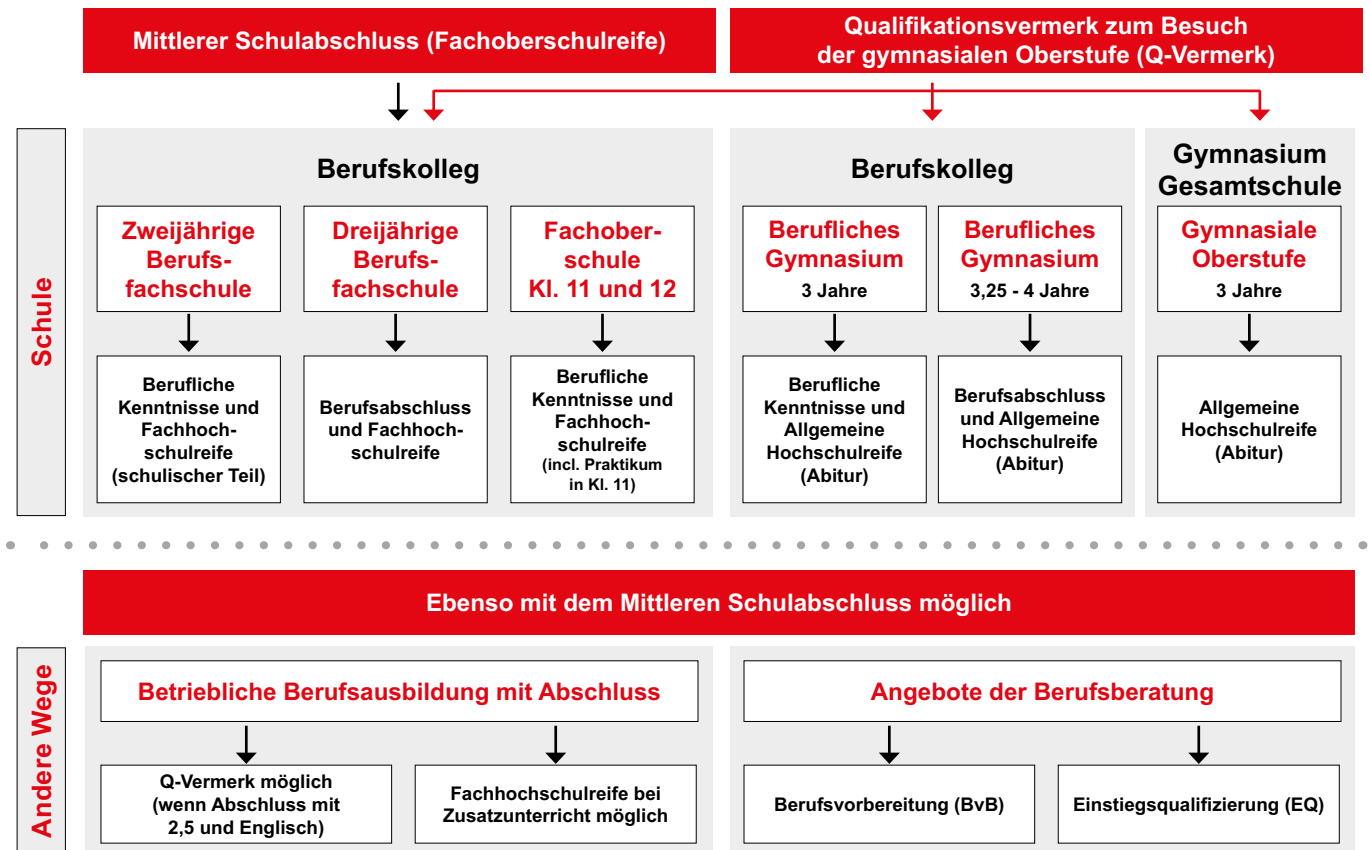 Mittlerer Schulabschluss (Fachoberschulreife)
Qualifikationsvermerk zum Besuch
der gymnasialen Oberstufe (Q-Vermerk)
Schule
Berufskolleg
Zweijährige
Berufs-
fachschule
Dreijährige
Berufs-
fachschule
Fachober-
schule
Kl. 11 und 12
Berufliche
Kenntnisse und
Fachhoch-
schulreife
(schulischer Teil)
Berufsabschluss
und Fachhoch-
schulreife
Berufliche
Kenntnisse und
Fachhoch-
schulreife
(incl. Praktikum
in Kl. 11)
Berufskolleg
Berufliches
Gymnasium
3 Jahre
Berufliches
Gymnasium
3,25 - 4 Jahre
Berufliche
Kenntnisse und
Allgemeine
Hochschulreife
(Abitur)
Berufsabschluss
und Allgemeine
Hochschulreife
(Abitur)
Gymnasium
Gesamtschule
Gymnasiale
Oberstufe
3 Jahre
Allgemeine
Hochschulreife
(Abitur)
Ebenso mit dem Mittleren Schulabschluss möglich
Andere Wege
Betriebliche Berufsausbildung mit Abschluss
Q-Vermerk möglich
(wenn Abschluss mit
2,5 und Englisch)
Fachhochschulreife bei
Zusatzunterricht möglich
Angebote der Berufsberatung
Berufsvorbereitung (BvB)
Einstiegsqualifizierung (EQ)